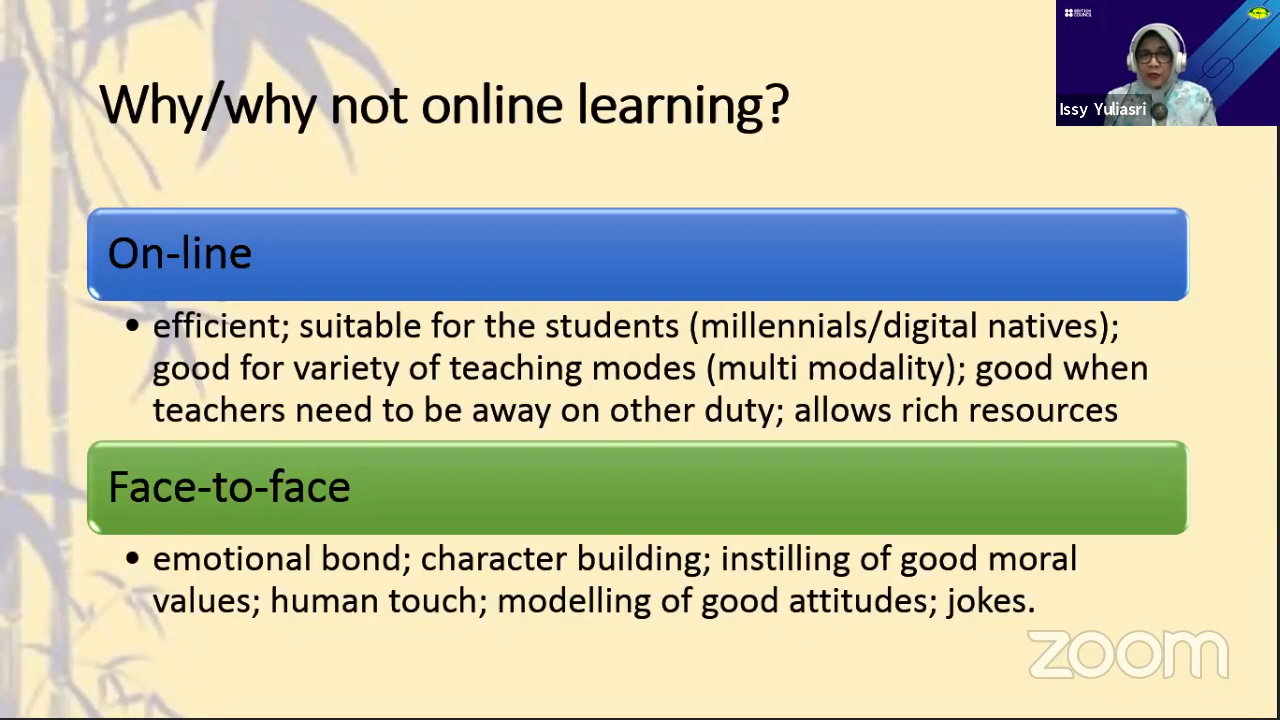 Why/why not online learning?
BRITISH
COUNCIL
Issy Yuliasri
On-line
• efficient; suitable for the students (millennials/digital natives);
good for variety of teaching modes (multi modality); good when
teachers need to be away on other duty; allows rich resources
Face-to-face
• emotional bond; character building; instilling of good moral
values; human touch; modelling of good attitudes; jokes.
zoom